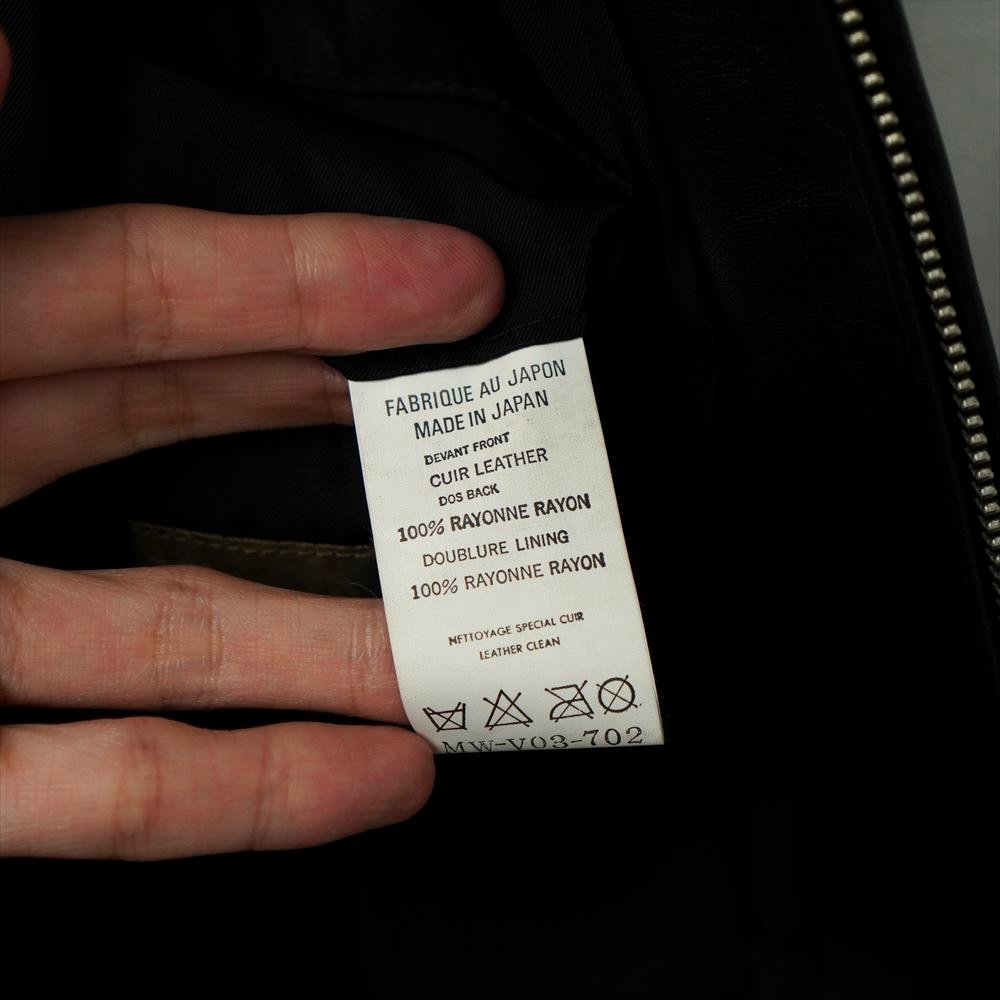 FABRIQUE AU JAPON
MADE IN JAPAN
DEVANT FRONT
CUIR LEATHER
DOS BACK
100% RAYONNE RAYON
DOUBLURE LINING
100% RAYONNE RAYON
NETTOYAGE SPECIAL CUIR
LEATHER CLEAN
MW-V03-702